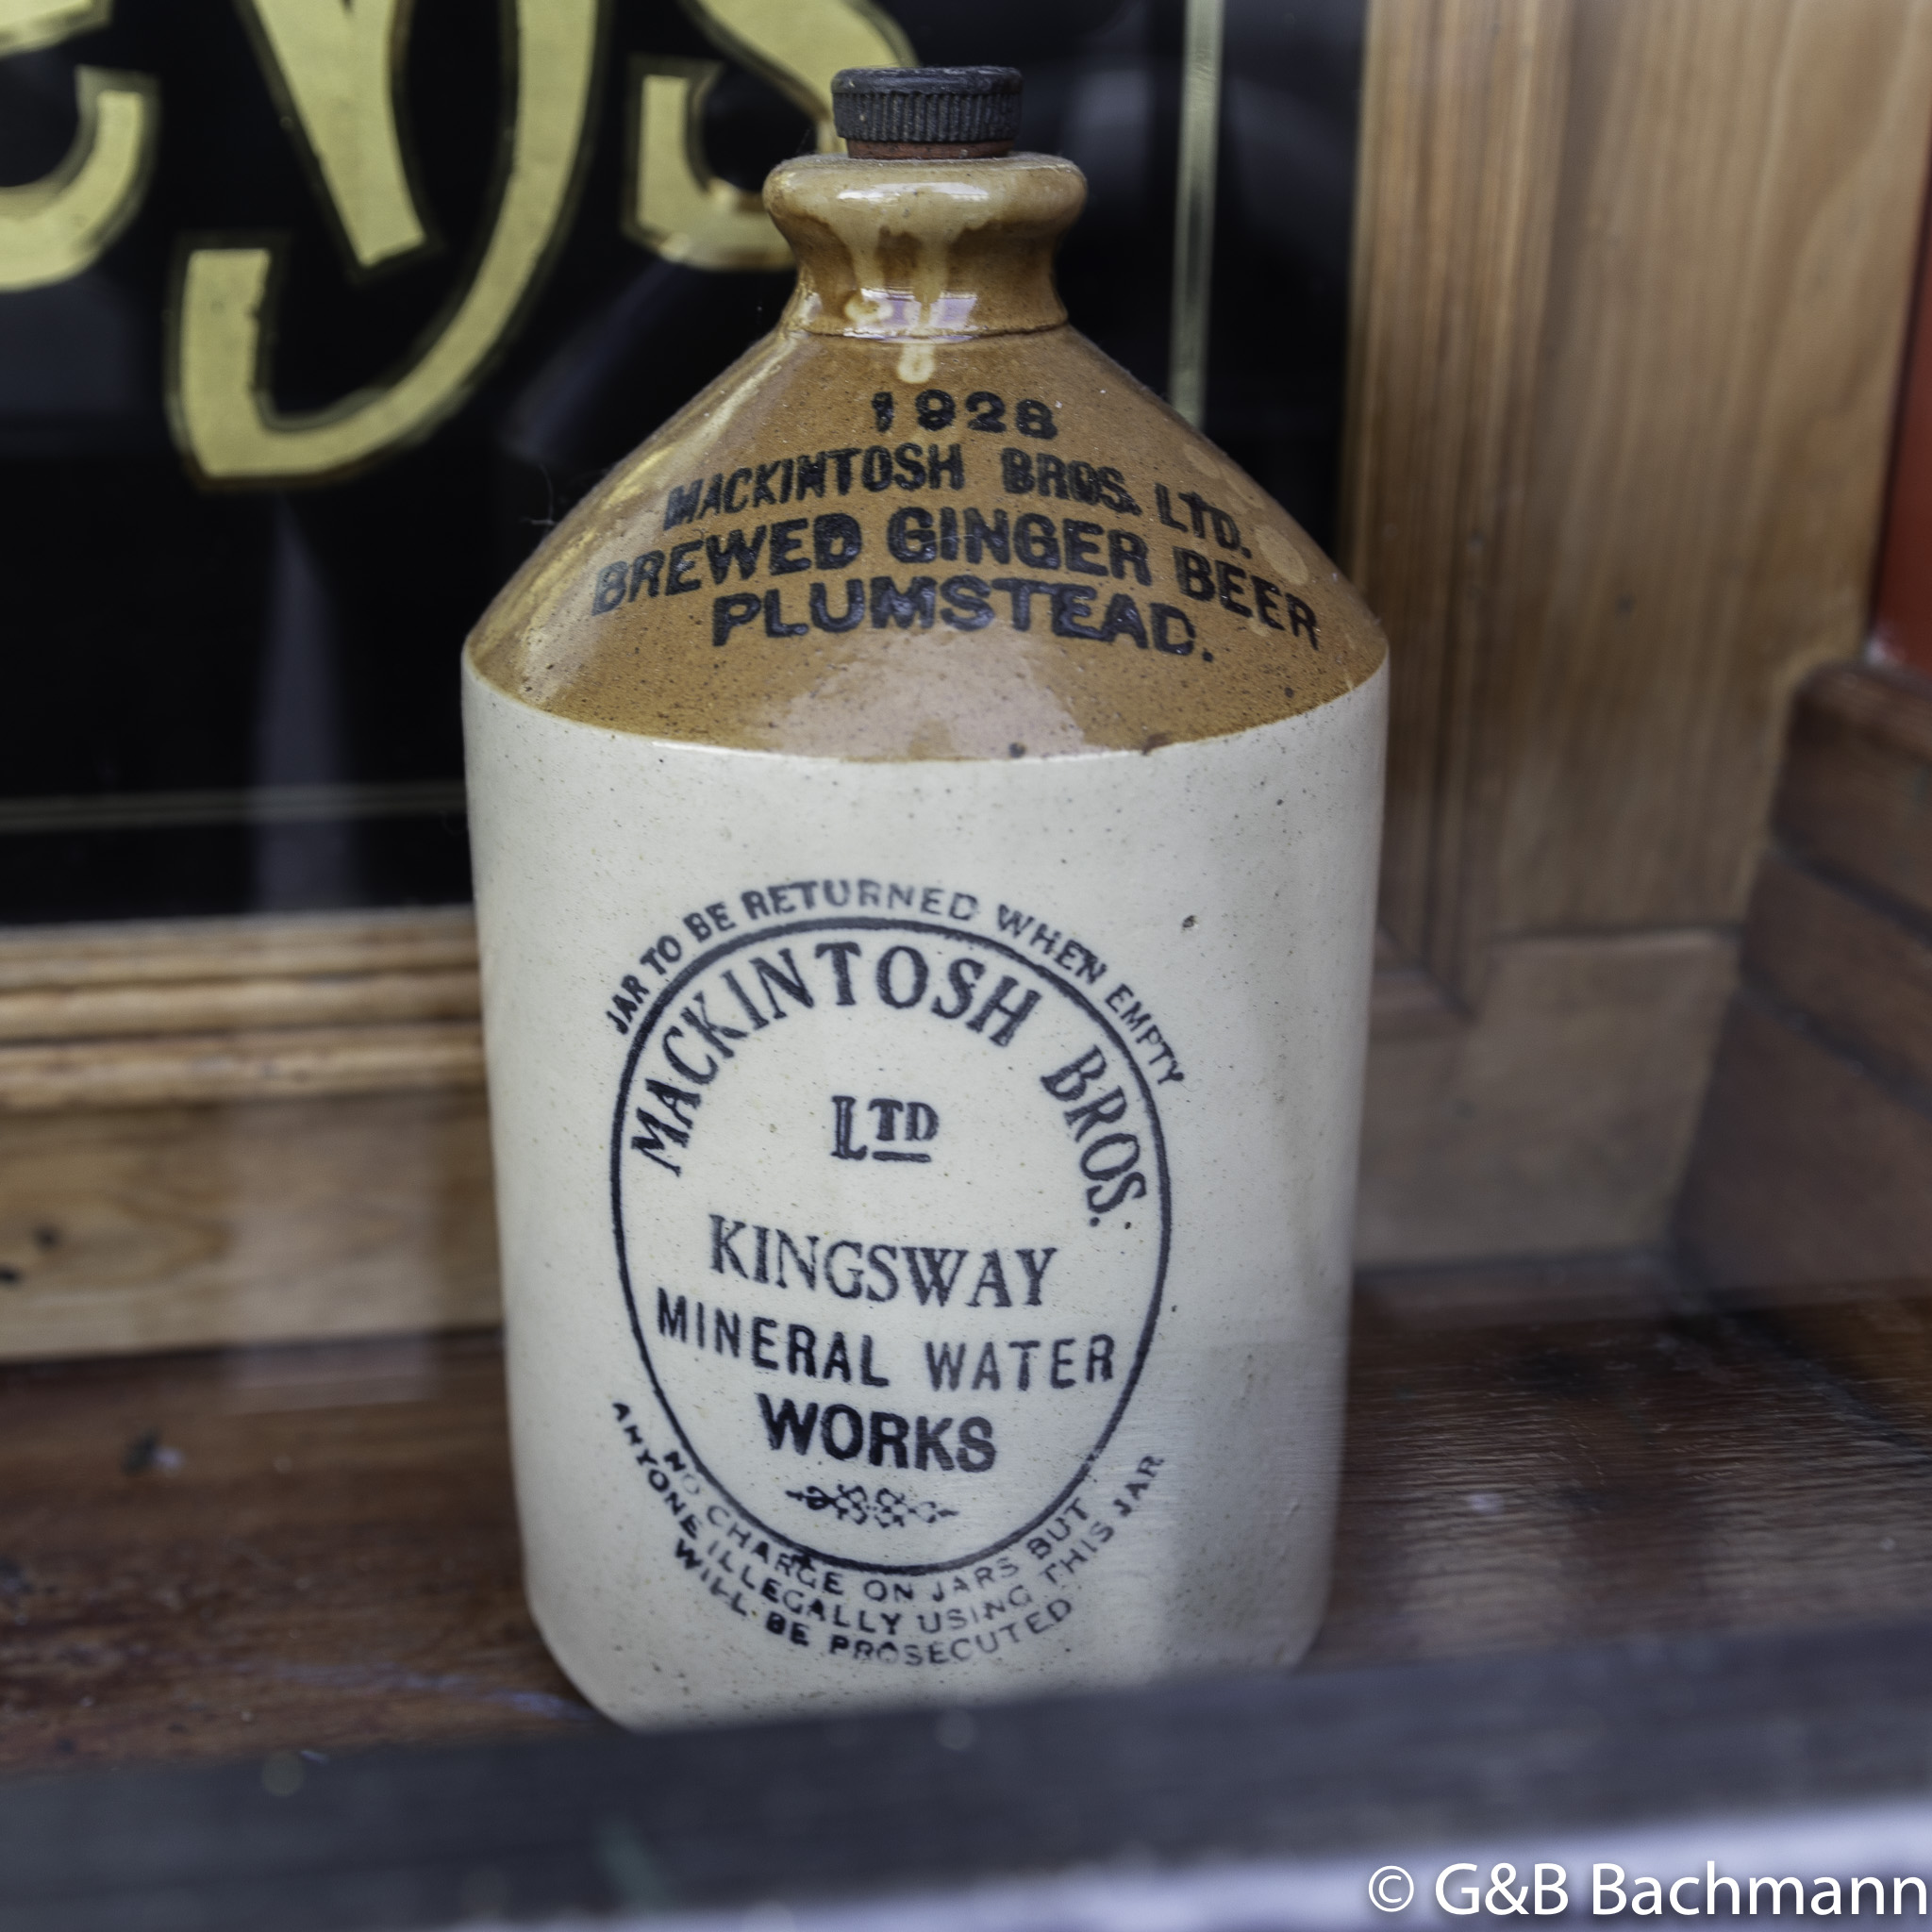 1928
MACKINTOSH BROS. LTD.
BREWED GINGER BEER
PLUMSTEAD.
JAR TO BE RETURNED WHEN EMPTY
MACKINTOSH BROS.
LTD
KINGSWAY
MINERAL WATER
WORKS
NO CHARGE ON JARS BUT
ANYONE ILLEGALLY USING THIS JAR
WILL BE PROSECUTED
© G&B Bachmann